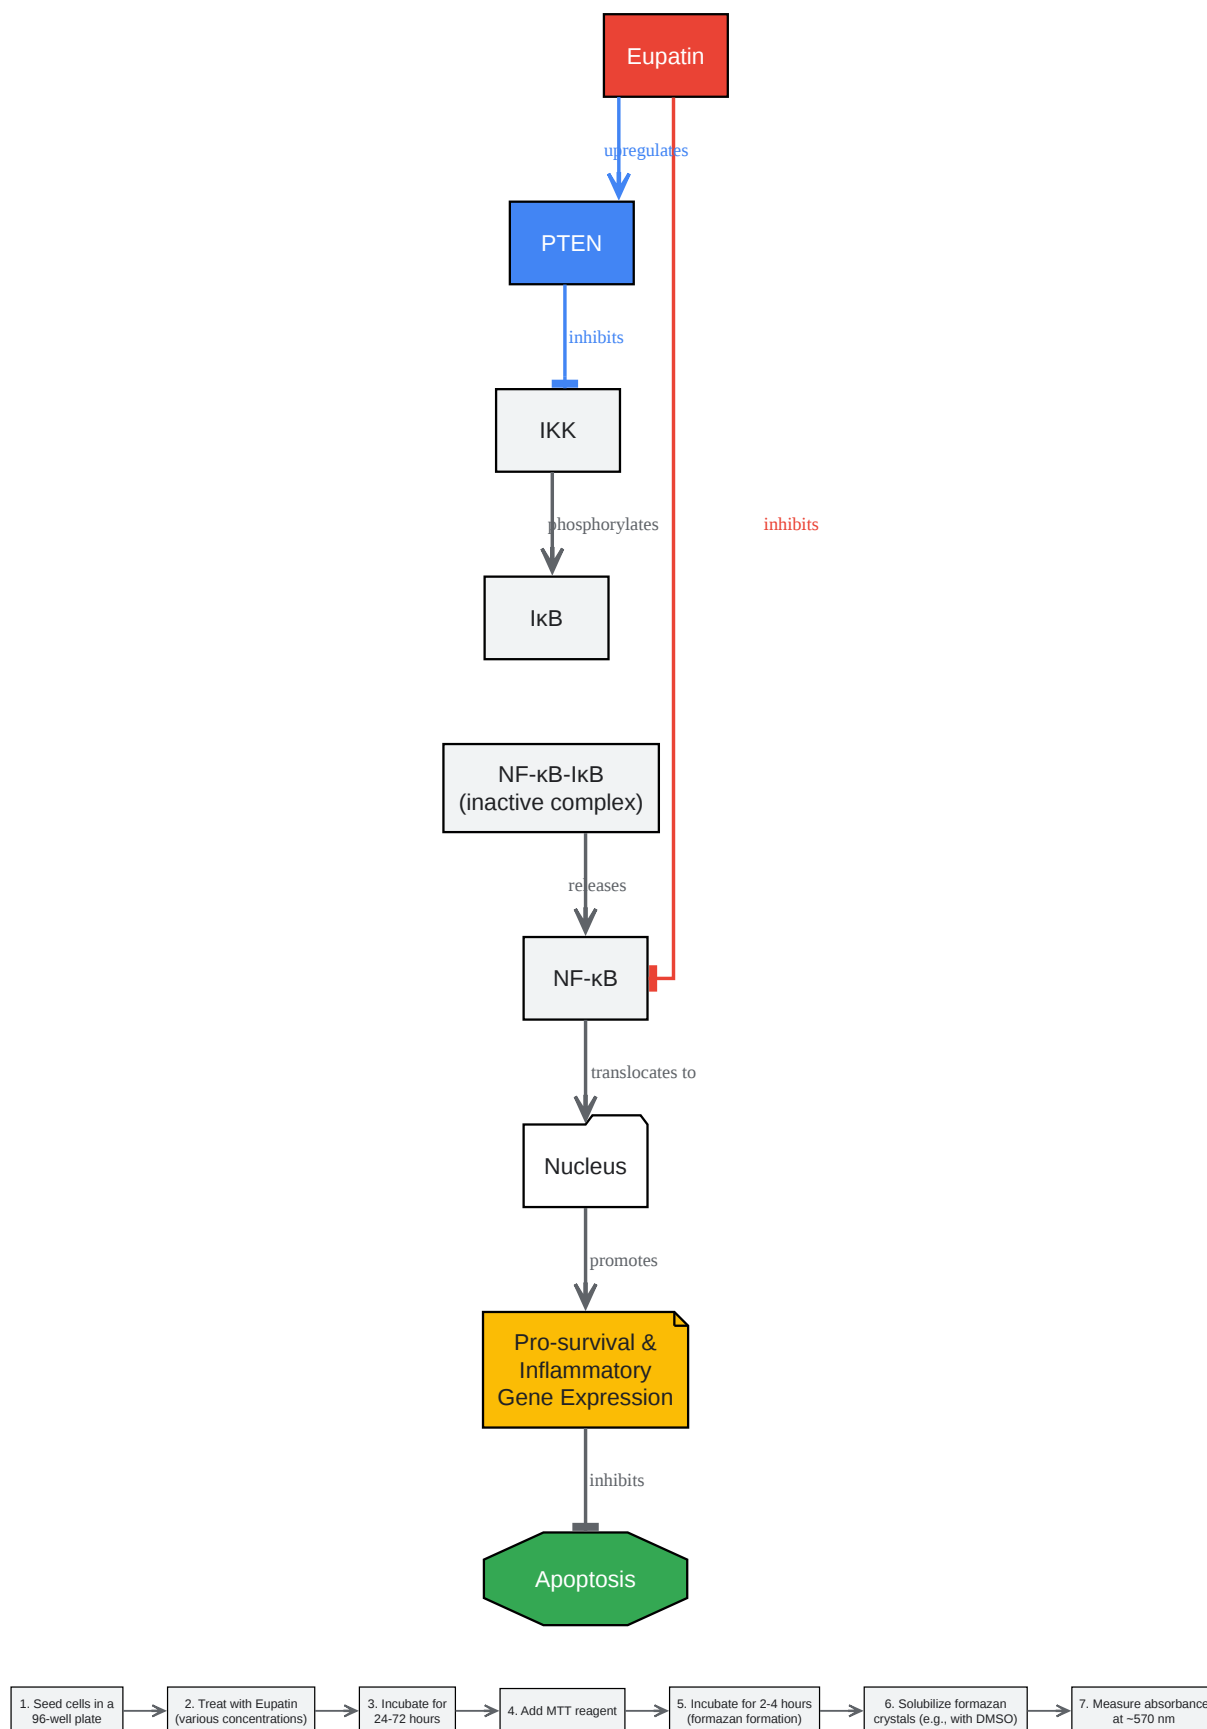 Eupatin
upregulates
PTEN
inhibits
IKK
phosphorylates
inhibits
IκB
NF-κB-IκB
(inactive complex)
releases
NF-κB
translocates to
Nucleus
promotes
Pro-survival &
Inflammatory
Gene Expression
inhibits
Apoptosis
1. Seed cells in a
96-well plate
2. Treat with Eupatin
(various concentrations)
3. Incubate for
24-72 hours
4. Add MTT reagent
5. Incubate for 2-4 hours
(formazan formation)
6. Solubilize formazan
crystals (e.g., with DMSO)
7. Measure absorbance
at ~570 nm